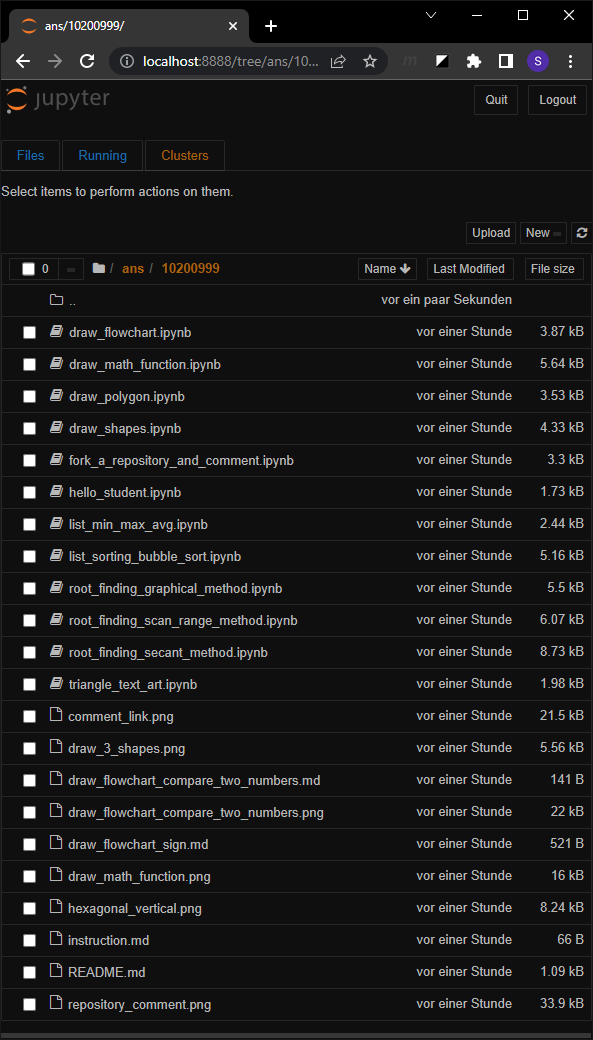 ans/10200999/
localhost:8888/tree/ans/10...
S
jupyter
Quit Logout
Files Running Clusters
Select items to perform actions on them.
Upload New
0 / ans / 10200999 Name Last Modified File size
.. vor ein paar Sekunden
draw_flowchart.ipynb vor einer Stunde 3.87 kB
draw_math_function.ipynb vor einer Stunde 5.64 kB
draw_polygon.ipynb vor einer Stunde 3.53 kB
draw_shapes.ipynb vor einer Stunde 4.33 kB
fork_a_repository_and_comment.ipynb vor einer Stunde 3.3 kB
hello_student.ipynb vor einer Stunde 1.73 kB
list_min_max_avg.ipynb vor einer Stunde 2.44 kB
list_sorting_bubble_sort.ipynb vor einer Stunde 5.16 kB
root_finding_graphical_method.ipynb vor einer Stunde 5.5 kB
root_finding_scan_range_method.ipynb vor einer Stunde 6.07 kB
root_finding_secant_method.ipynb vor einer Stunde 8.73 kB
triangle_text_art.ipynb vor einer Stunde 1.98 kB
comment_link.png vor einer Stunde 21.5 kB
draw_3_shapes.png vor einer Stunde 5.56 kB
draw_flowchart_compare_two_numbers.md vor einer Stunde 141 B
draw_flowchart_compare_two_numbers.png vor einer Stunde 22 kB
draw_flowchart_sign.md vor einer Stunde 521 B
draw_math_function.png vor einer Stunde 16 kB
hexagonal_vertical.png vor einer Stunde 8.24 kB
instruction.md vor einer Stunde 66 B
README.md vor einer Stunde 1.09 kB
repository_comment.png vor einer Stunde 33.9 kB